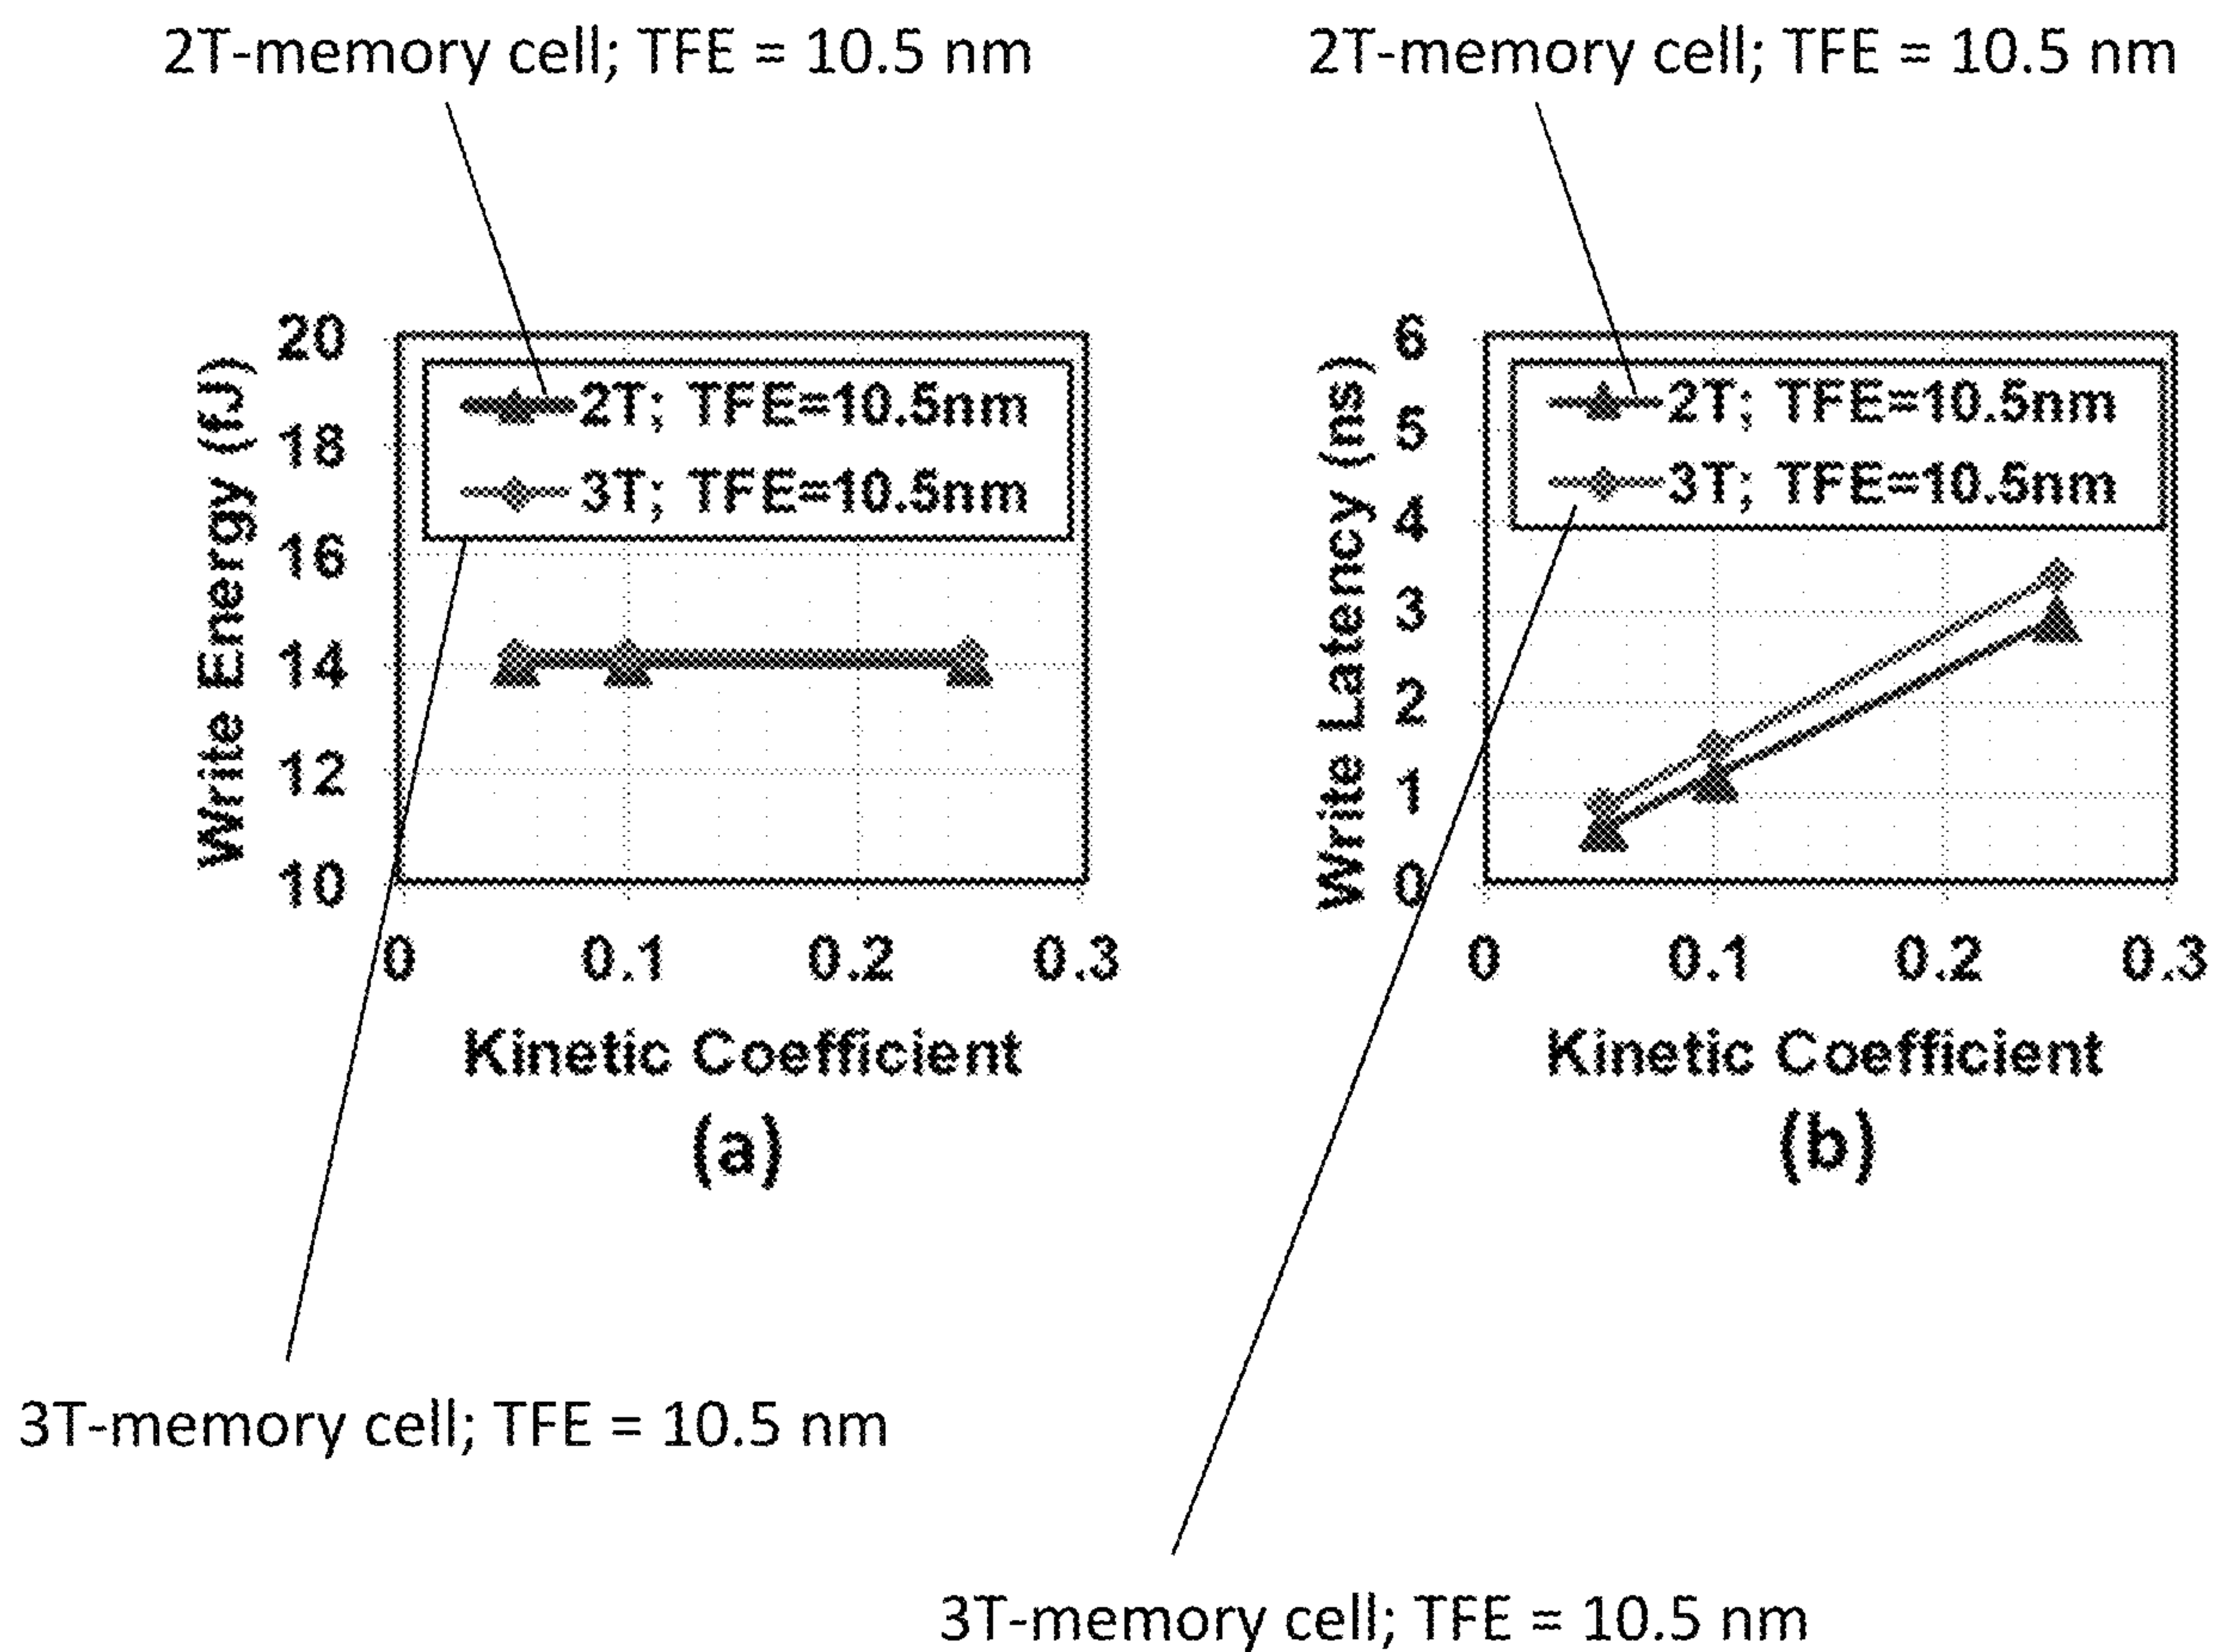 2T-memory cell; TFE = 10.5 nm
2T-memory cell; TFE = 10.5 nm
Write Energy (fJ)
20
18
16
14
12
10
2T; TFE=10.5nm
3T; TFE=10.5nm
0 0.1 0.2 0.3
Kinetic Coefficient
(a)
Write Latency (ns)
6
5
4
3
2
1
0
2T; TFE=10.5nm
3T; TFE=10.5nm
0 0.1 0.2 0.3
Kinetic Coefficient
(b)
3T-memory cell; TFE = 10.5 nm
3T-memory cell; TFE = 10.5 nm